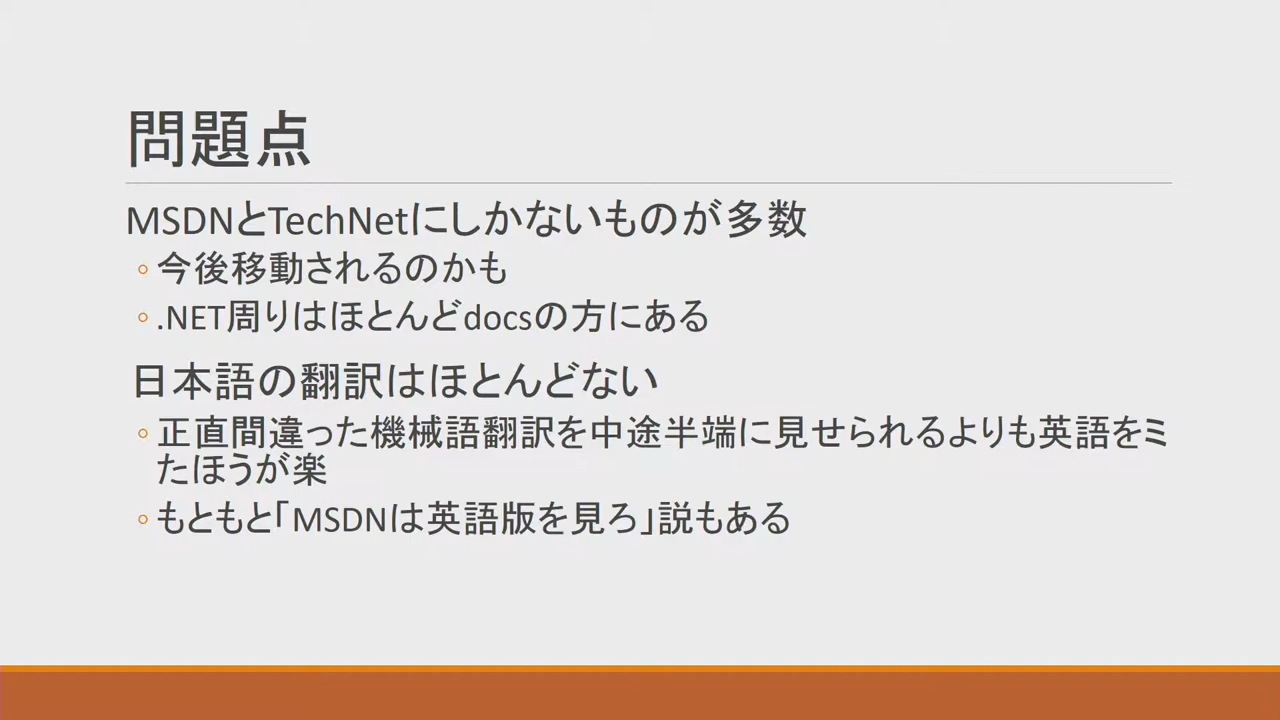 問題点
MSDNとTechNetにしかないものが多数
◦今後移動されるのかも
◦.NET周りはほとんどdocsの方にある
日本語の翻訳はほとんどない
◦正直間違った機械語翻訳を中途半端に見せられるよりも英語をミ
たほうが楽
◦もともと「MSDNは英語版を見ろ」説もある